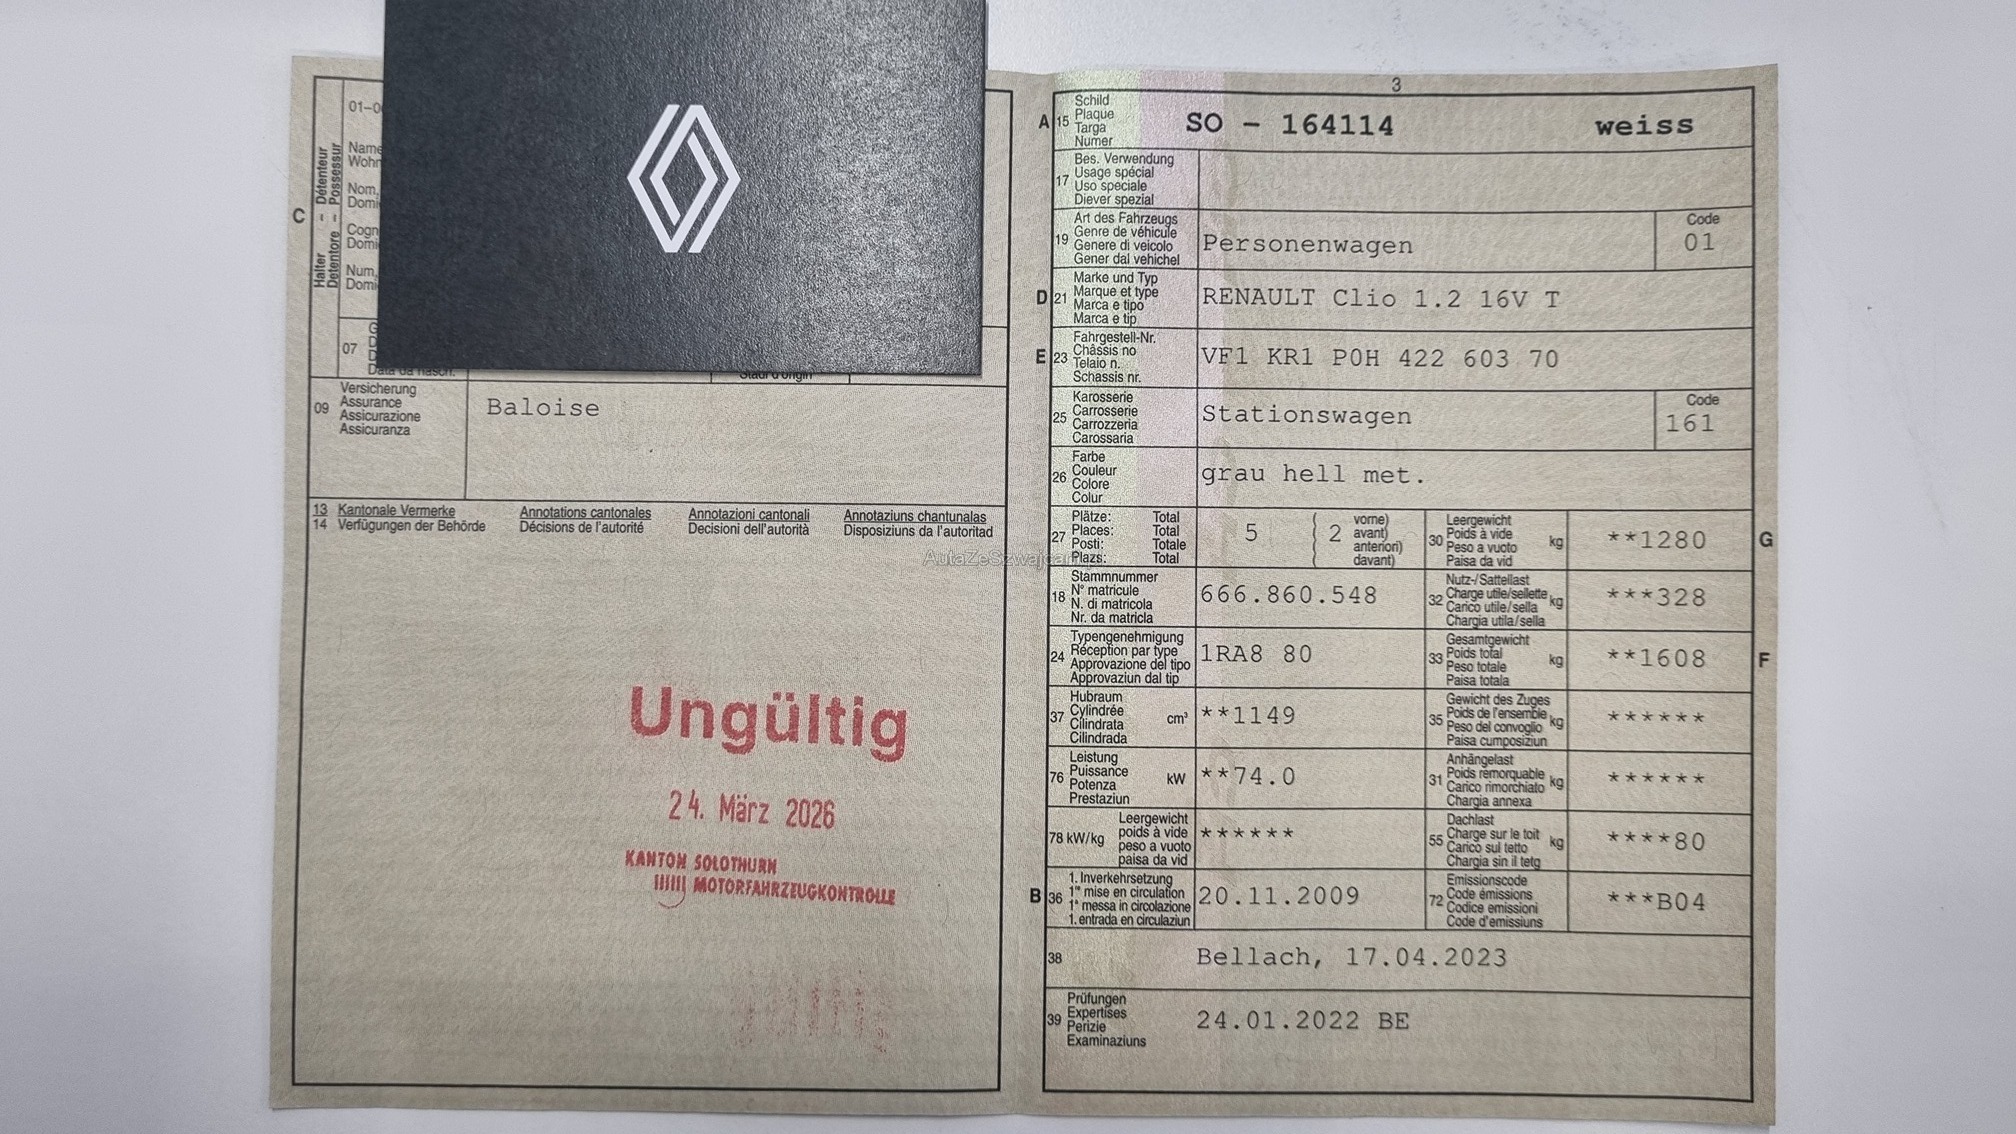 01-0
Name
Wohn
Nom,
Domi
Cogn
Domi
Num,
Domi
C
Halter – Détenteur
Detentore – Possessur
07
Data da nasch.
Stadi d'origin
09
Versicherung
Assurance
Assicurazione
Assicuranza
Baloise
13 Kantonale Vermerke Annotations cantonales Annotazioni cantonali Annotaziuns chantunalas
14 Verfügungen der Behörde Décisions de l'autorité Decisioni dell'autorità Disposiziuns da l'autoritad
Ungültig
24. März 2026
KANTON SOLOTHURN
MOTORFAHRZEUGKONTROLLE
3
A 15
Schild
Plaque
Targa
Numer
SO – 164114 weiss
17
Bes. Verwendung
Usage spécial
Uso speciale
Diever spezial
19
Art des Fahrzeugs
Genre de véhicule
Genere di veicolo
Gener dal vehichel
Personenwagen
Code
01
D 21
Marke und Typ
Marque et type
Marca e tipo
Marca e tip
RENAULT Clio 1.2 16V T
E 23
Fahrgestell-Nr.
Châssis no
Telaio n.
Schassis nr.
VF1 KR1 P0H 422 603 70
25
Karosserie
Carrosserie
Carrozzeria
Carossaria
Stationswagen
Code
161
26
Farbe
Couleur
Colore
Colur
grau hell met.
27
Plätze: Total
Places: Total
Posti: Totale
Plazs: Total
5 ( 2
vorne)
avant)
anteriori)
davant)
30
Leergewicht
Poids à vide
Peso a vuoto
Paisa da vid
kg
**1280
G
18
Stammnummer
N° matricule
N. di matricola
Nr. da matricla
666.860.548
32
Nutz-/Sattellast
Charge utile/sellette
Carico utile/sella
Chargia utila/sella
kg
***328
24
Typengenehmigung
Réception par type
Approvazione del tipo
Approvaziun dal tip
1RA8 80
33
Gesamtgewicht
Poids total
Peso totale
Paisa totala
kg
**1608
F
37
Hubraum
Cylindrée
Cilindrata
Cilindrada
cm³
**1149
35
Gewicht des Zuges
Poids de l'ensemble
Peso del convoglio
Paisa cumposiziun
kg
******
76
Leistung
Puissance
Potenza
Prestaziun
kW
**74.0
31
Anhängelast
Poids remorquable
Carico rimorchiato
Chargia annexa
kg
******
78 kW/kg
Leergewicht
poids à vide
peso a vuoto
paisa da vid
******
55
Dachlast
Charge sur le toit
Carico sul tetto
Chargia sin il tetg
kg
****80
B 36
1. Inverkehrsetzung
1re mise en circulation
1a messa in circolazione
1. entrada en circulaziun
20.11.2009
72
Emissionscode
Code émissions
Codice emissioni
Code d'emissiuns
***B04
38
Bellach, 17.04.2023
39
Prüfungen
Expertises
Perizie
Examinaziuns
24.01.2022 BE